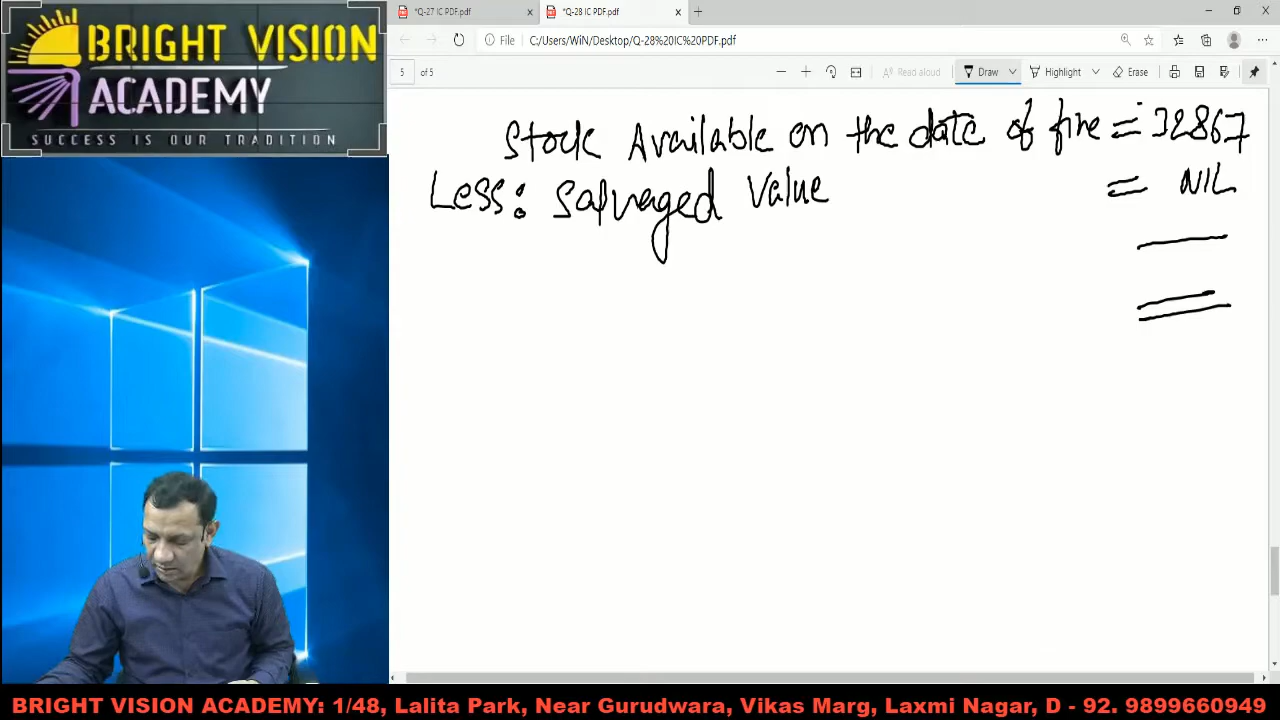 BRIGHT VISION
ACADEMY
SUCCESS IS OUR TRADITION
*Q-27 IC PDF.pdf
*Q-28 IC PDF.pdf
File C:/Users/WiN/Desktop/Q-28%20IC%20PDF.pdf
5 of 5
Read aloud
Draw
Highlight
Erase
Stock Available on the date of fire = 32867
Less: Salvaged Value = NIL
BRIGHT VISION ACADEMY: 1/48, Lalita Park, Near Gurudwara, Vikas Marg, Laxmi Nagar, D - 92. 9899660949